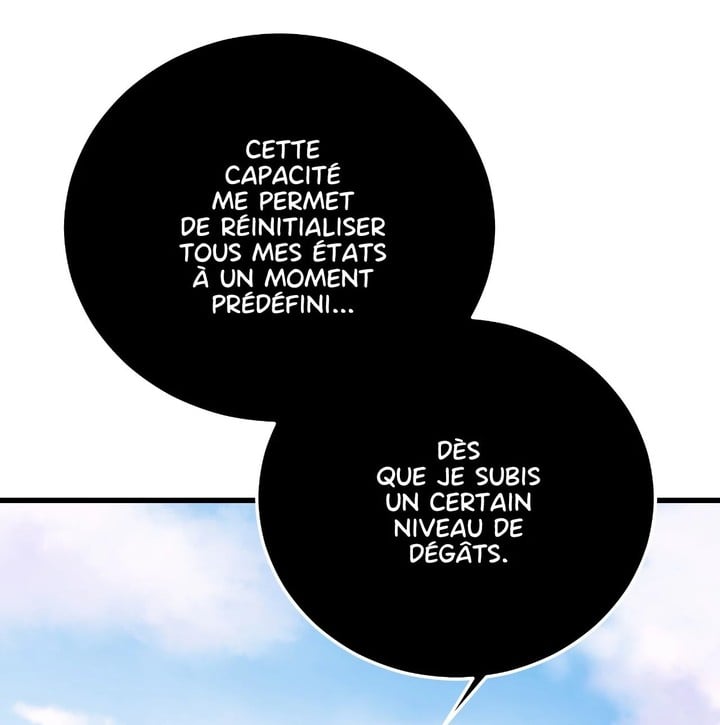 CETTE
CAPACITÉ
ME PERMET
DE RÉINITIALISER
TOUS MES ÉTATS
À UN MOMENT
PRÉDÉFINI...
DÈS
QUE JE SUBIS
UN CERTAIN
NIVEAU DE
DÉGÂTS.